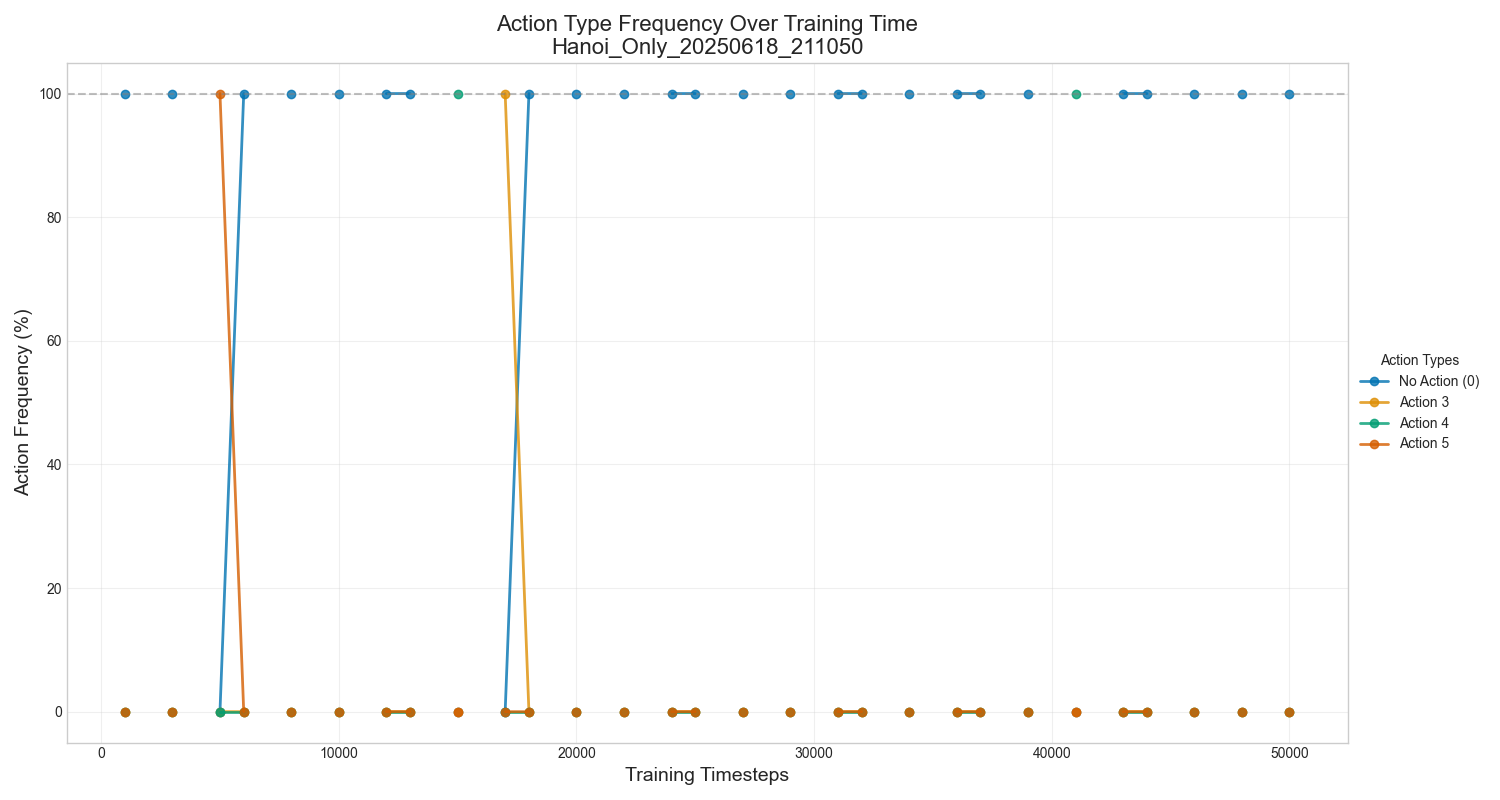 Action Type Frequency Over Training Time
Hanoi_Only_20250618_211050
Action Frequency (%)
100
80
60
40
20
0
0 10000 20000 30000 40000 50000
Training Timesteps
Action Types
No Action (0)
Action 3
Action 4
Action 5